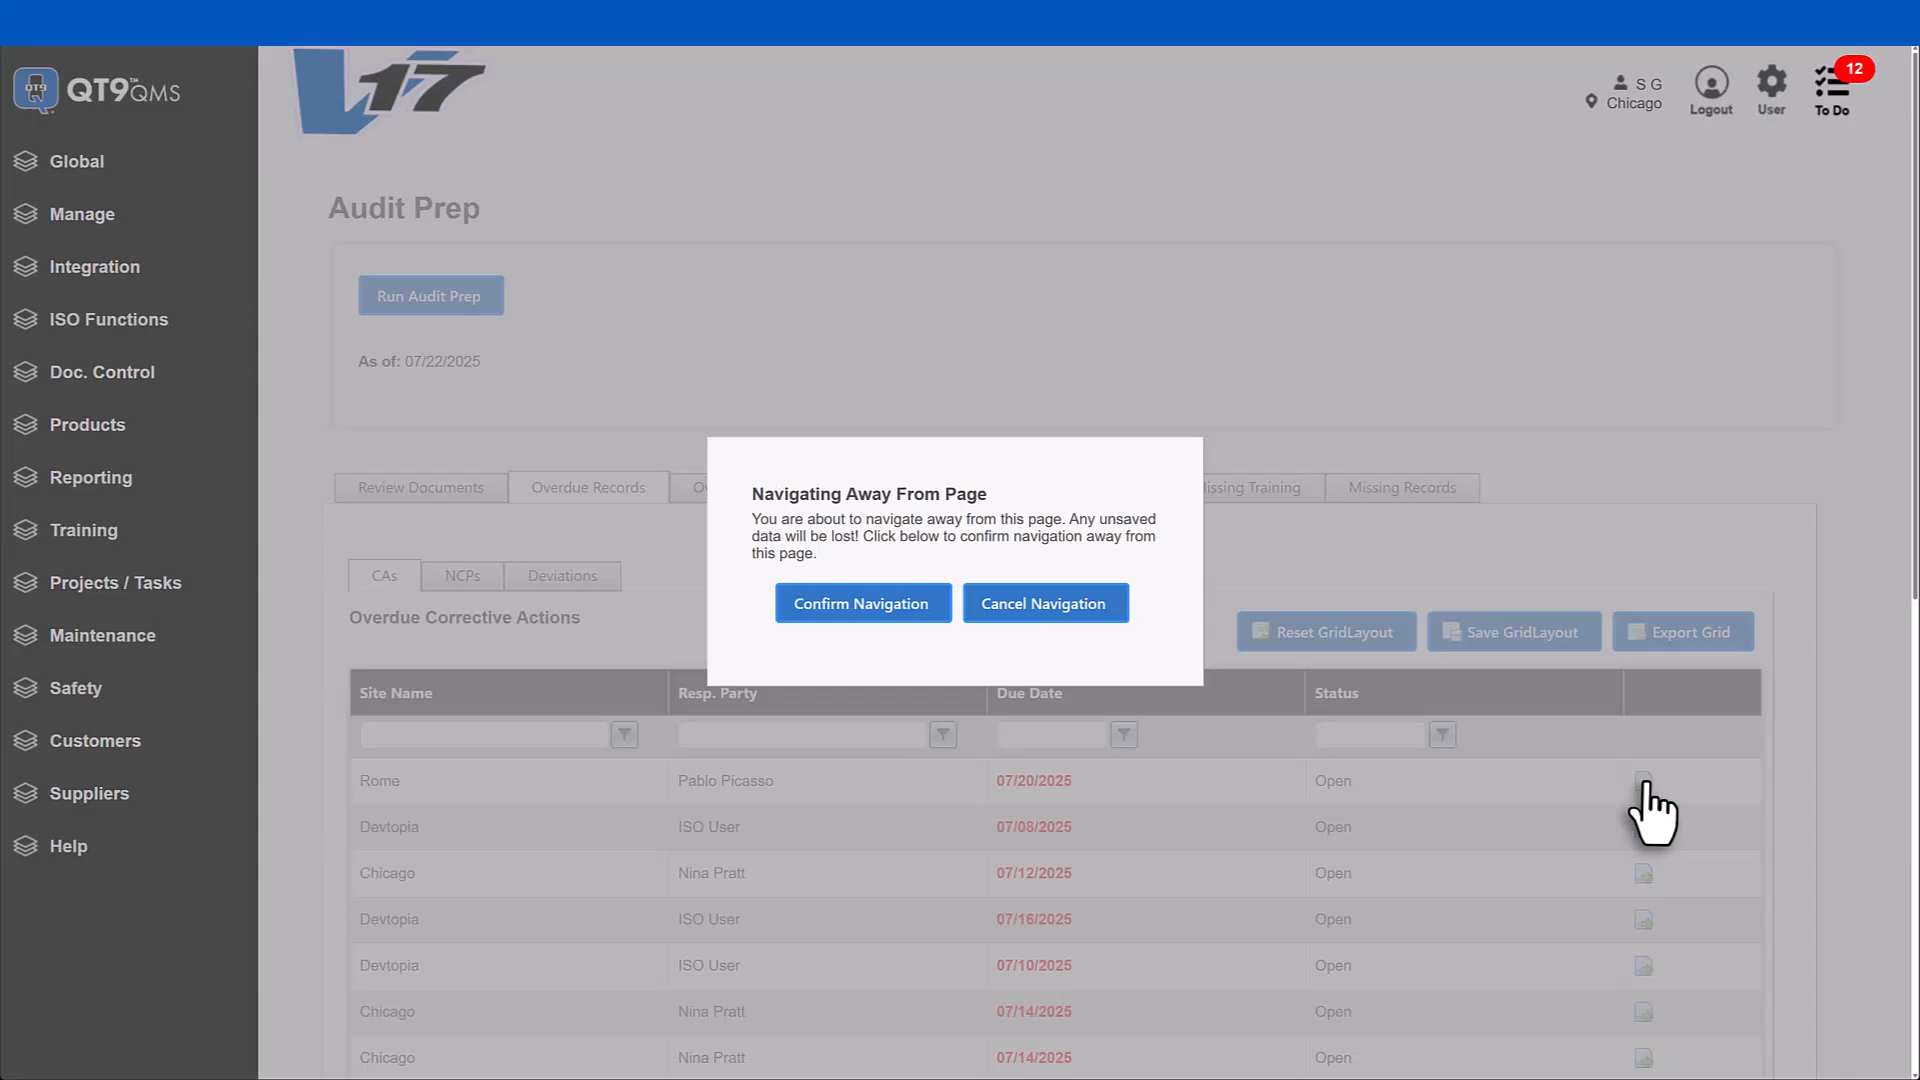 QT9™ QMS
V17
S G
Chicago
Logout
User
To Do
12
Global
Manage
Integration
ISO Functions
Doc. Control
Products
Reporting
Training
Projects / Tasks
Maintenance
Safety
Customers
Suppliers
Help
Audit Prep
Run Audit Prep
As of: 07/22/2025
Review Documents
Overdue Records
issing Training
Missing Records
Navigating Away From Page
You are about to navigate away from this page. Any unsaved
data will be lost! Click below to confirm navigation away from
this page.
Confirm Navigation
Cancel Navigation
CAs
NCPs
Deviations
Overdue Corrective Actions
Reset GridLayout
Save GridLayout
Export Grid
Site Name Resp. Party Due Date Status
Rome Pablo Picasso 07/20/2025 Open
Devtopia ISO User 07/08/2025 Open
Chicago Nina Pratt 07/12/2025 Open
Devtopia ISO User 07/16/2025 Open
Devtopia ISO User 07/10/2025 Open
Chicago Nina Pratt 07/14/2025 Open
Chicago Nina Pratt 07/14/2025 Open